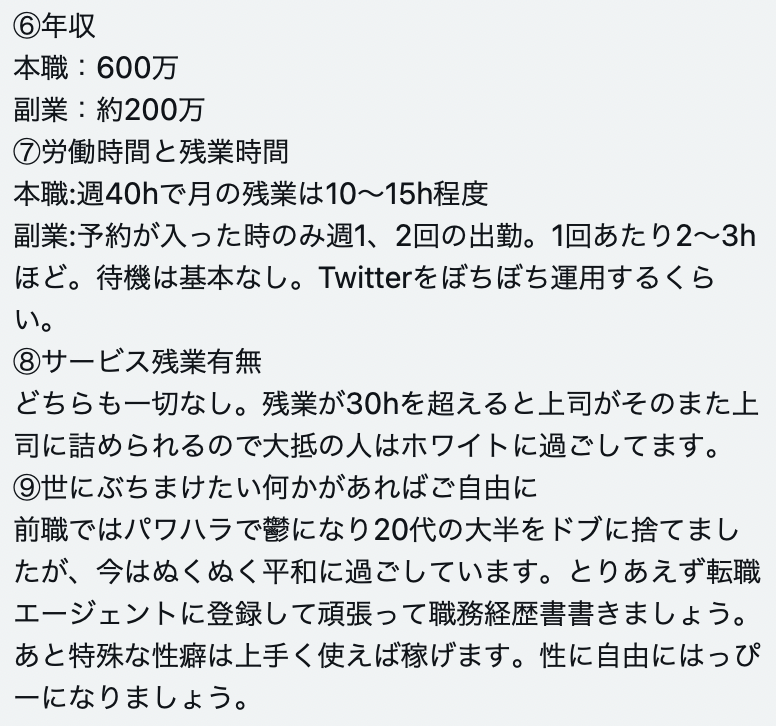 ⑥年収
本職：600万
副業：約200万
⑦労働時間と残業時間
本職:週40hで月の残業は10〜15h程度
副業:予約が入った時のみ週1、2回の出勤。1回あたり2〜3h
ほど。待機は基本なし。Twitterをぼちぼち運用するくら
い。
⑧サービス残業有無
どちらも一切なし。残業が30hを超えると上司がそのまた上
司に詰められるので大抵の人はホワイトに過ごしてます。
⑨世にぶちまけたい何かがあればご自由に
前職ではパワハラで鬱になり20代の大半をドブに捨てまし
たが、今はぬくぬく平和に過ごしています。とりあえず転職
エージェントに登録して頑張って職務経歴書書きましょう。
あと特殊な性癖は上手く使えば稼げます。性に自由にはっぴ
ーになりましょう。